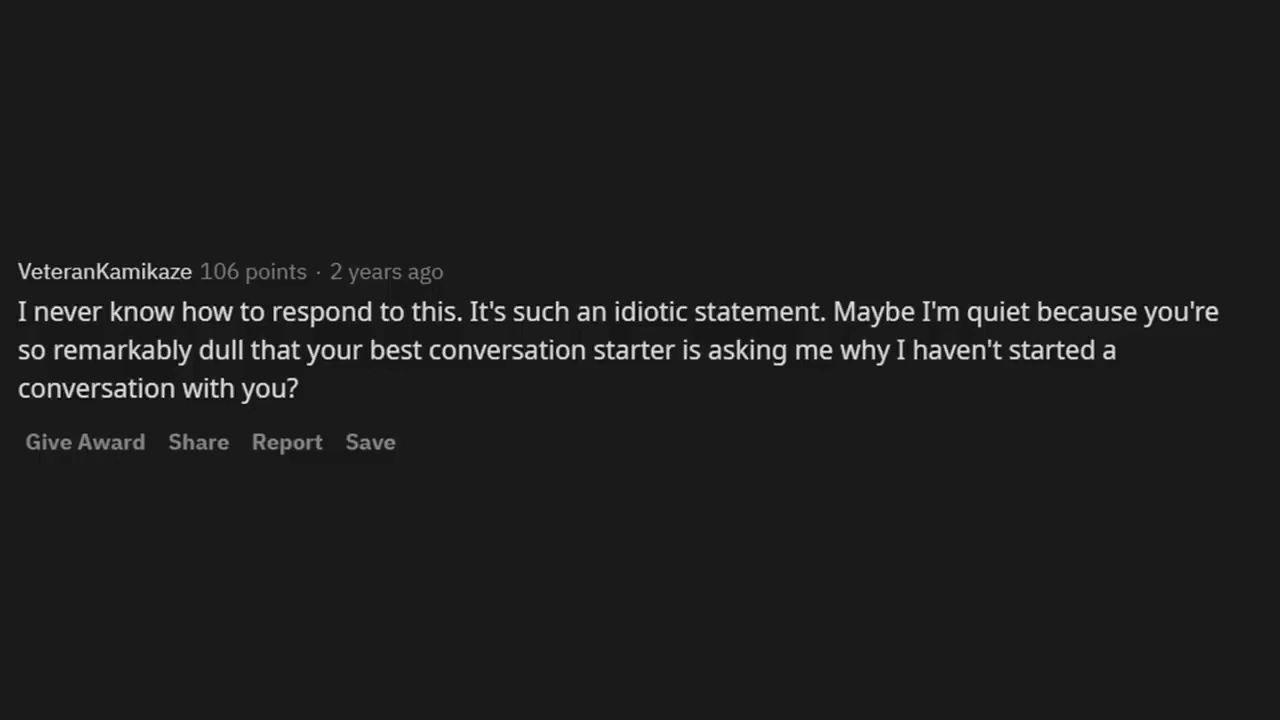 VeteranKamikaze 106 points · 2 years ago
I never know how to respond to this. It's such an idiotic statement. Maybe I'm quiet because you're
so remarkably dull that your best conversation starter is asking me why I haven't started a
conversation with you?
Give Award Share Report Save